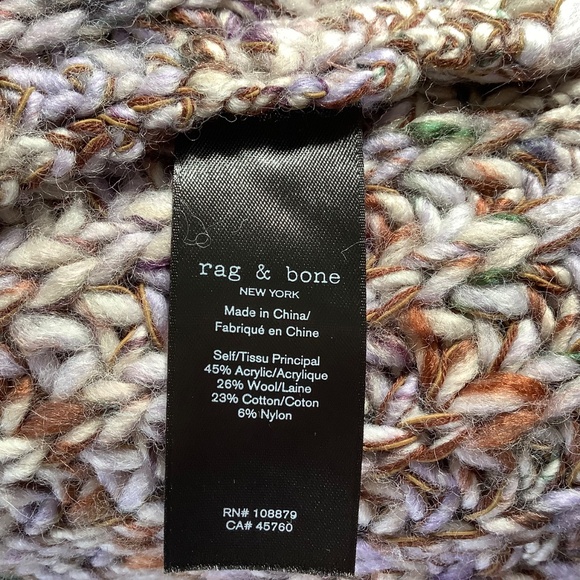 rag & bone
NEW YORK
Made in China/
Fabriqué en Chine
Self/Tissu Principal
45% Acrylic/Acrylique
26% Wool/Laine
23% Cotton/Coton
6% Nylon
RN# 108879
CA# 45760